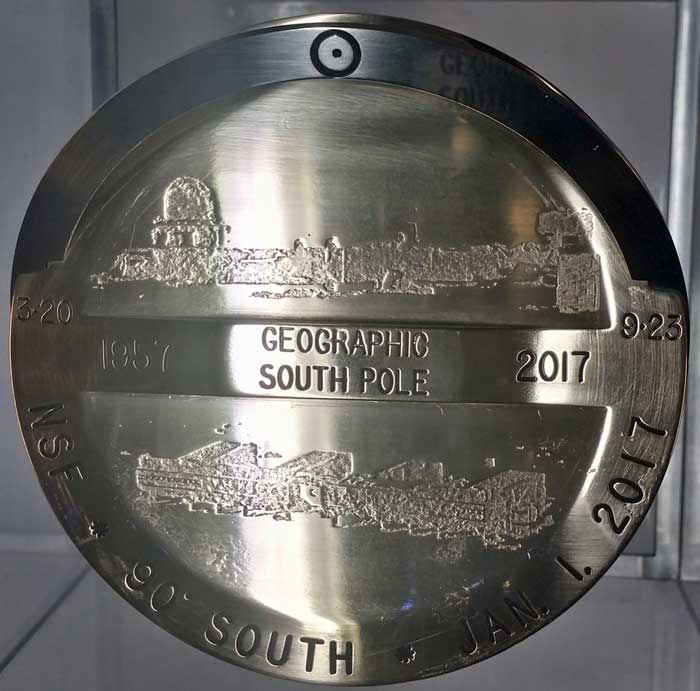 3·20
9·23
1957
GEOGRAPHIC
SOUTH POLE
2017
NSF * 90° SOUTH * JAN. 1. 2017